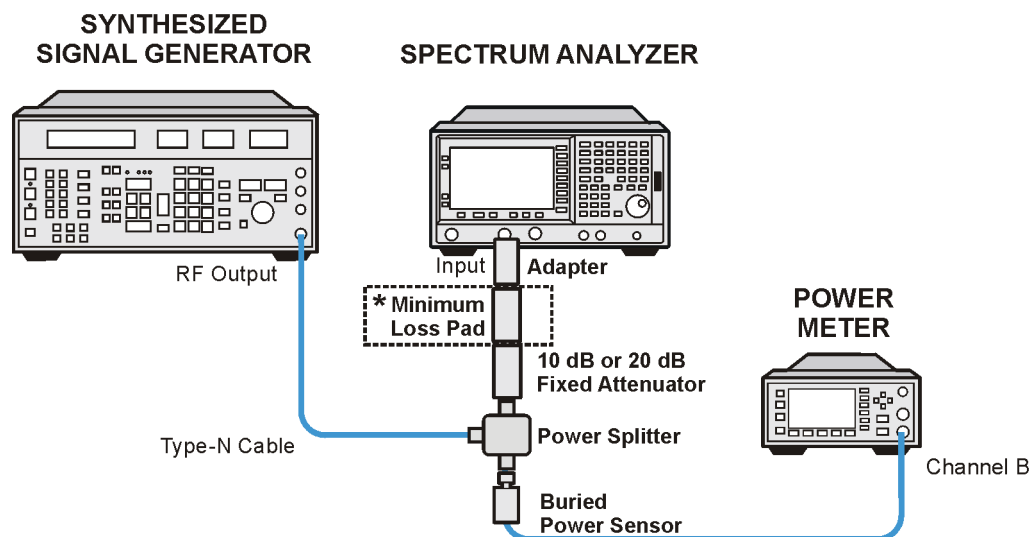 SYNTHESIZED
SIGNAL GENERATOR
SPECTRUM ANALYZER
RF Output
Input
Adapter
* Minimum
Loss Pad
10 dB or 20 dB
Fixed Attenuator
POWER
METER
Type-N Cable
Power Splitter
Channel B
Buried
Power Sensor